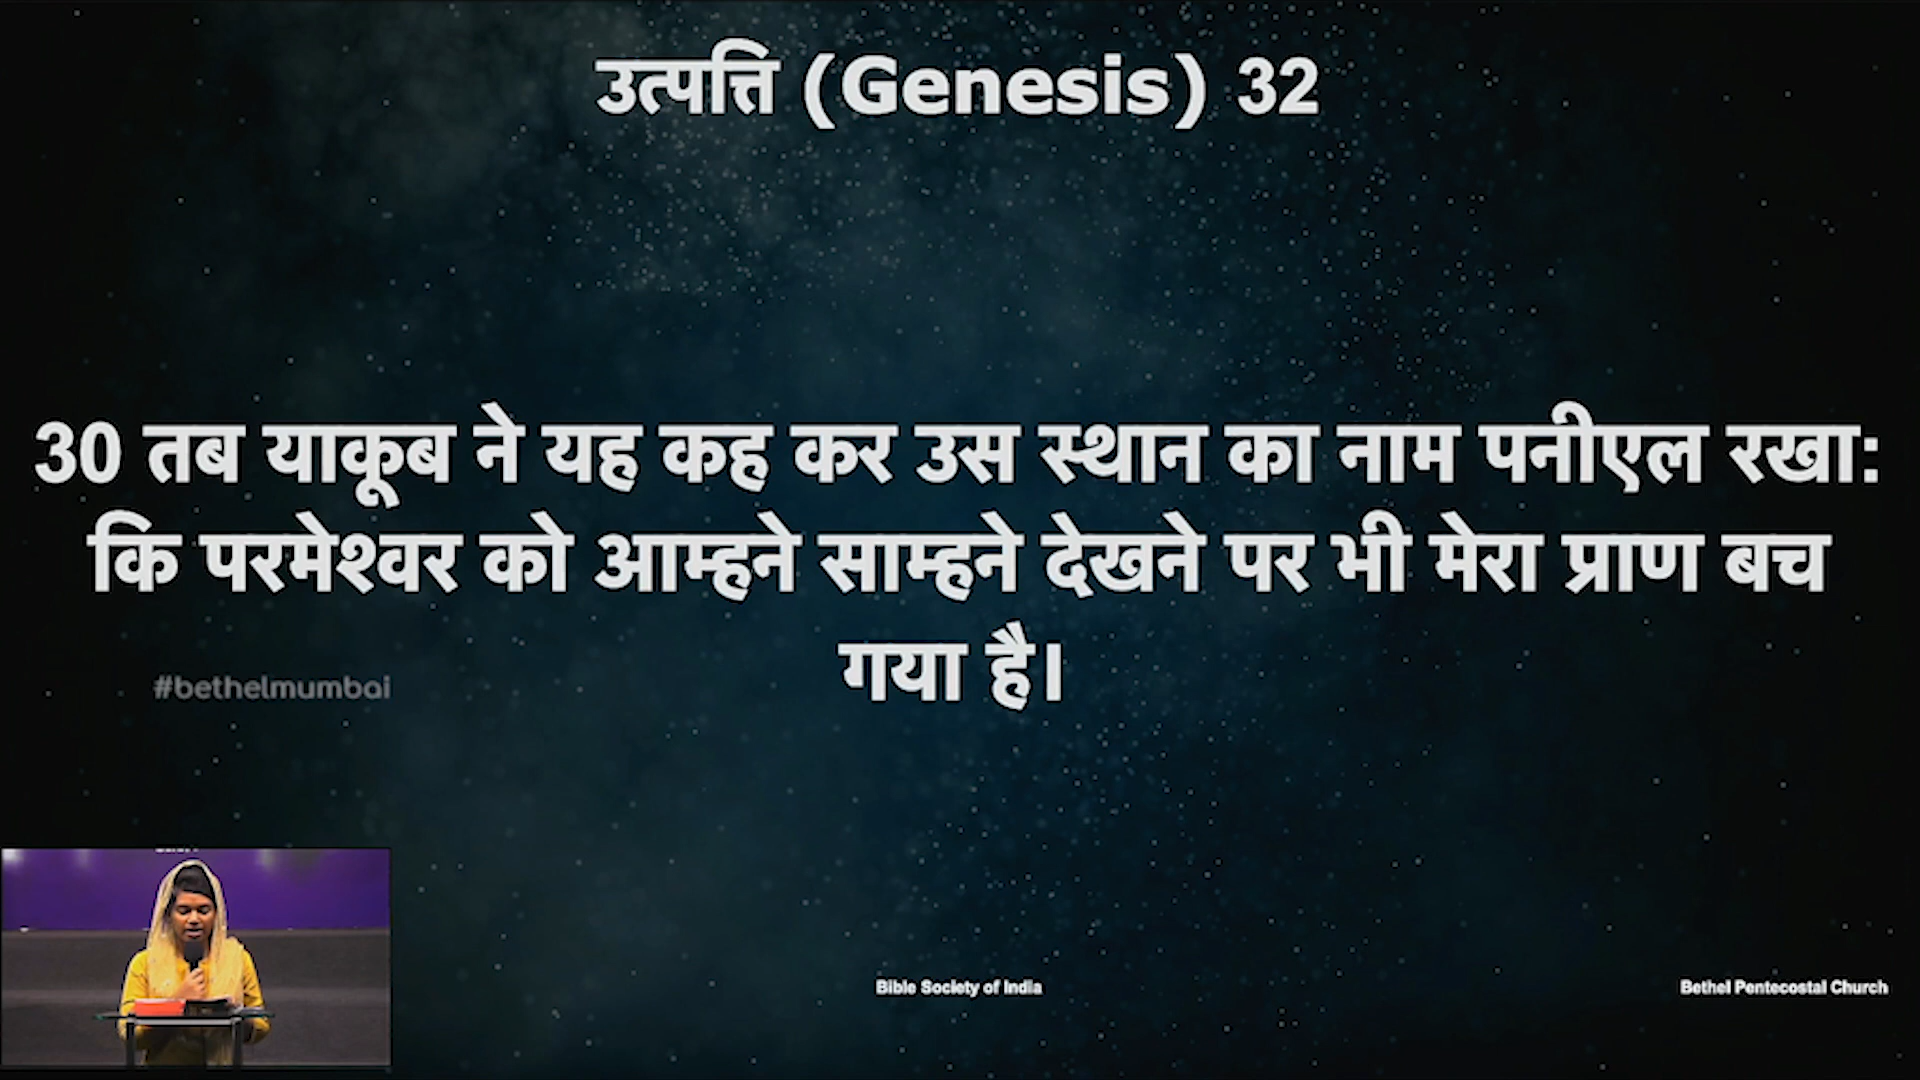 उत्पत्ति (Genesis) 32
30 तब याकूब ने यह कह कर उस स्थान का नाम पनीएल रखा:
कि परमेश्वर को आम्हने साम्हने देखने पर भी मेरा प्राण बच
गया है।
#bethelmumbai
Bible Society of India
Bethel Pentecostal Church